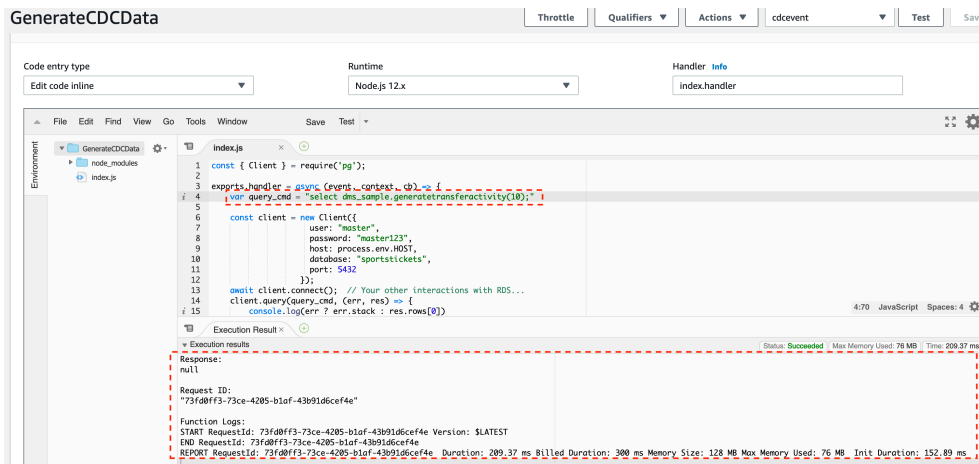 GenerateCDCData
Throttle Qualifiers Actions cdcevent Test Sav
Code entry type Runtime Handler Info
Edit code inline Node.js 12.x index.handler
File Edit Find View Go Tools Window Save Test
Environment
GenerateCDCData
node_modules
index.js
index.js
1 const { Client } = require('pg');
2
3 exports.handler = async (event, context, cb) => {
i 4 var query_cmd = "select dms_sample.generatetransferactivity(10);"
5
6 const client = new Client({
7 user: "master",
8 password: "master123",
9 host: process.env.HOST,
10 database: "sportstickets",
11 port: 5432
12 });
13 await client.connect(); // Your other interactions with RDS...
14 client.query(query_cmd, (err, res) => {
i 15 console.log(err ? err.stack : res.rows[0])
4:70 JavaScript Spaces: 4
Execution Result
Execution results Status: Succeeded Max Memory Used: 76 MB Time: 209.37 ms
Response:
null
Request ID:
"73fd0ff3-73ce-4205-b1af-43b91d6cef4e"
Function Logs:
START RequestId: 73fd0ff3-73ce-4205-b1af-43b91d6cef4e Version: $LATEST
END RequestId: 73fd0ff3-73ce-4205-b1af-43b91d6cef4e
REPORT RequestId: 73fd0ff3-73ce-4205-b1af-43b91d6cef4e Duration: 209.37 ms Billed Duration: 300 ms Memory Size: 128 MB Max Memory Used: 76 MB Init Duration: 152.89 ms